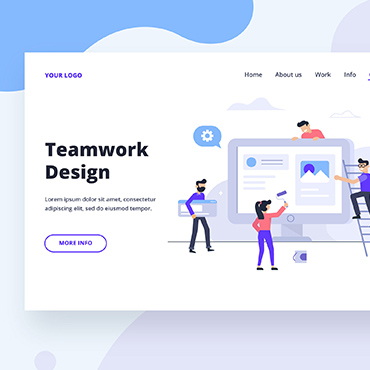 YOUR LOGO
Home About us Work Info
Teamwork
Design
Lorem ipsum dolor amet, consectetur
adipiscing elit, sed do eiusmod tempor.
MORE INFO